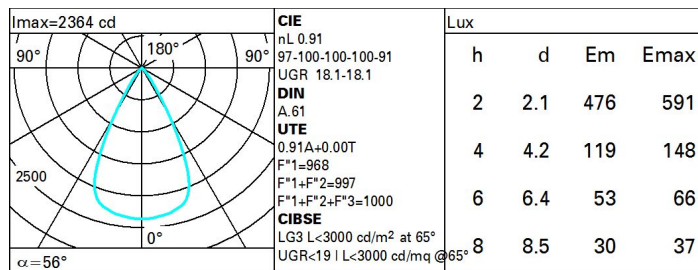 Imax=2364 cd
90° 180° 90°
2500
0°
α=56°
CIE
nL 0.91
97-100-100-100-91
UGR 18.1-18.1
DIN
A.61
UTE
0.91A+0.00T
F"1=968
F"1+F"2=997
F"1+F"2+F"3=1000
CIBSE
LG3 L<3000 cd/m² at 65°
UGR<19 | L<3000 cd/mq @65°
Lux
h d Em Emax
2 2.1 476 591
4 4.2 119 148
6 6.4 53 66
8 8.5 30 37